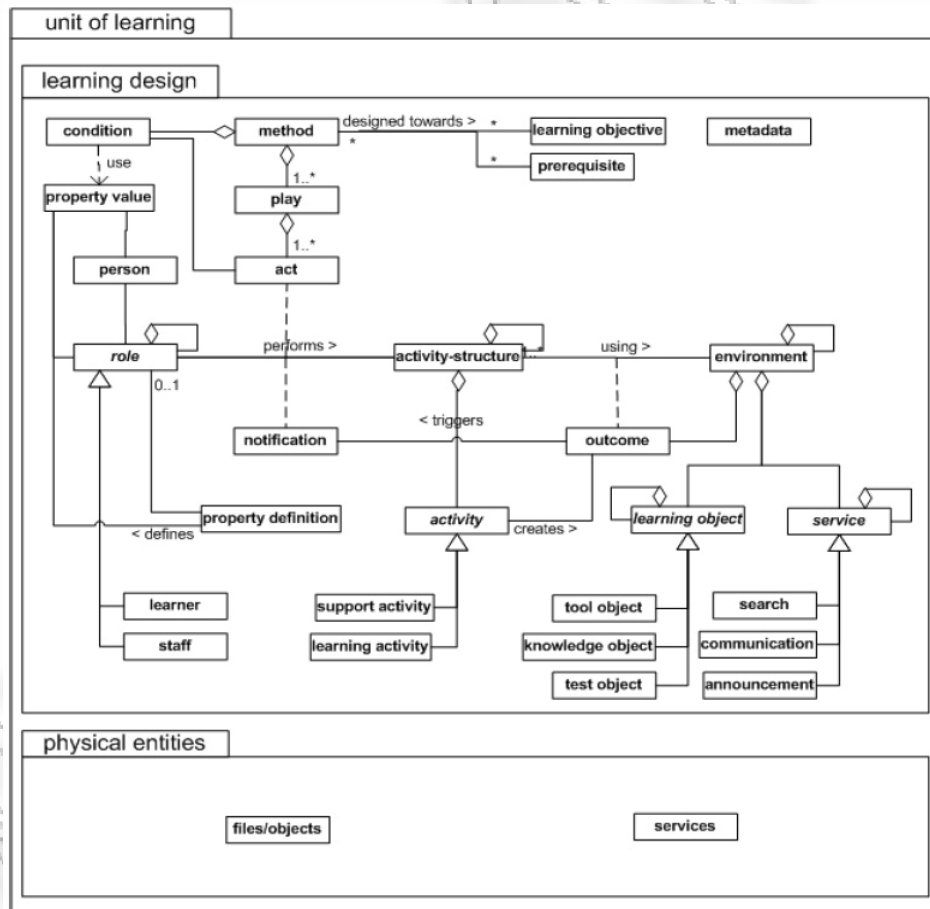 unit of learning
learning design
condition
method
designed towards >
*
*
learning objective
metadata
*
prerequisite
use
1..*
property value
play
1..*
person
act
role
performs >
activity-structure
using >
environment
0..1
< triggers
notification
outcome
property definition
activity
creates >
learning object
service
< defines
learner
support activity
tool object
search
staff
learning activity
knowledge object
communication
test object
announcement
physical entities
files/objects
services